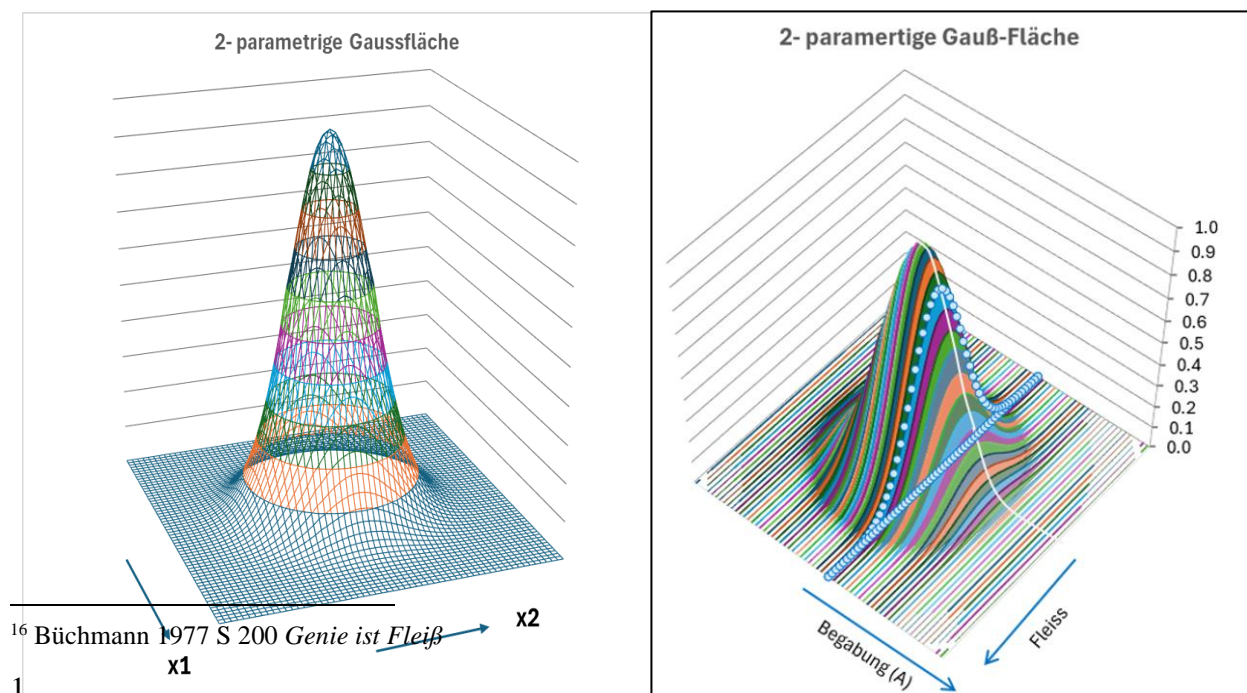 2- parametrige Gaussfläche
x1
x2
16 Büchmann 1977 S 200 Genie ist Fleiß
1
2- paramertige Gauß-Fläche
1.0
0.9
0.8
0.7
0.6
0.5
0.4
0.3
0.2
0.1
0.0
Begabung (A)
Fleiss